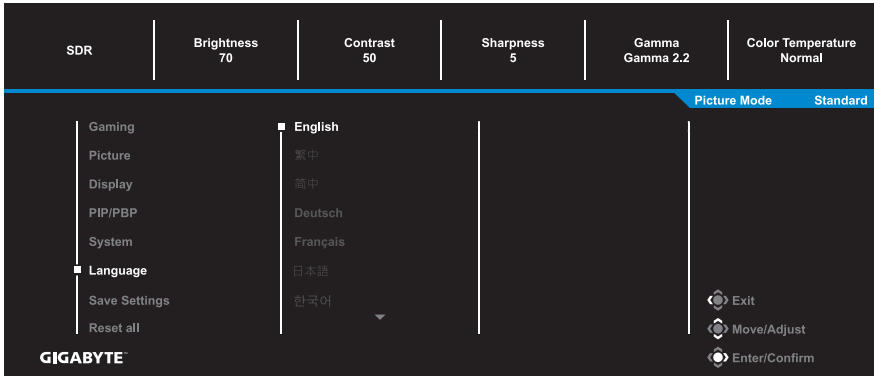 SDR
Brightness
70
Contrast
50
Sharpness
5
Gamma
Gamma 2.2
Color Temperature
Normal
Picture Mode Standard
Gaming
Picture
Display
PIP/PBP
System
Language
Save Settings
Reset all
English
繁中
简中
Deutsch
Français
日本語
한국어
Exit
Move/Adjust
Enter/Confirm
GIGABYTE™